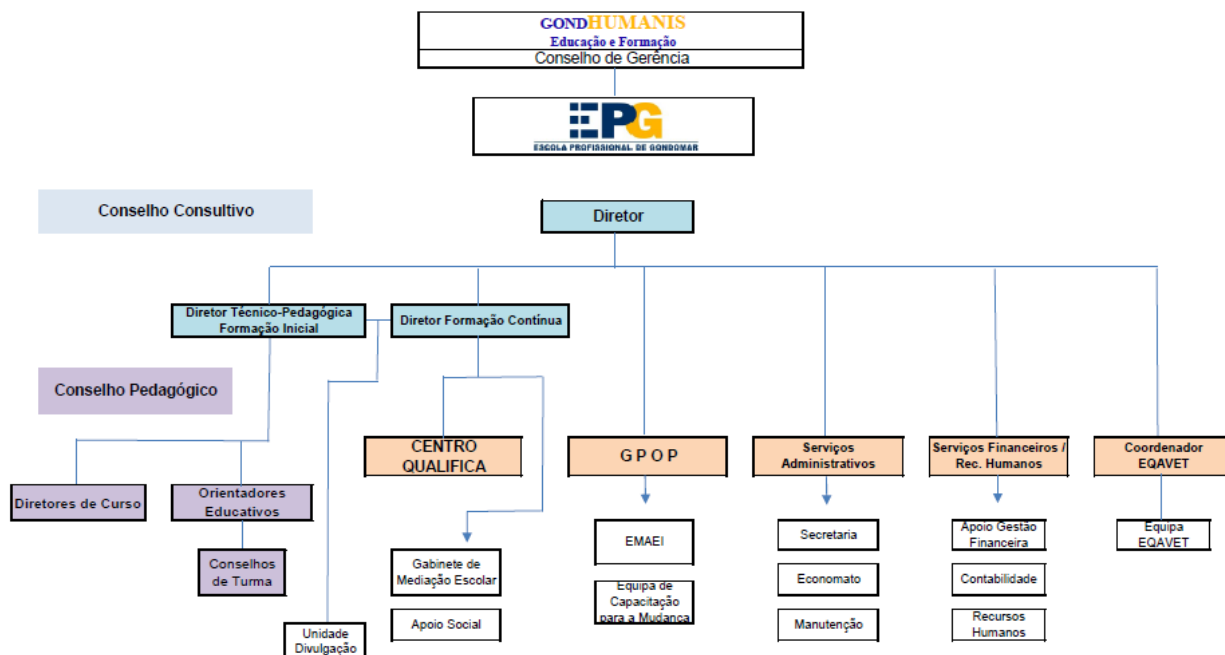 GONDHUMANIS
Educação e Formação
Conselho de Gerência
EPG
ESCOLA PROFISSIONAL DE GONDOMAR
Conselho Consultivo
Diretor
Diretor Técnico-Pedagógica
Formação Inicial
Diretor Formação Contínua
Conselho Pedagógico
CENTRO
QUALIFICA
G P O P
Serviços
Administrativos
Serviços Financeiros /
Rec. Humanos
Coordenador
EQAVET
Diretores de Curso
Orientadores
Educativos
Conselhos
de Turma
Unidade
Divulgação
Gabinete de
Mediação Escolar
Apoio Social
EMAEI
Equipa de
Capacitação
para a Mudança
Secretaria
Economato
Manutenção
Apoio Gestão
Financeira
Contabilidade
Recursos
Humanos
Equipa
EQAVET